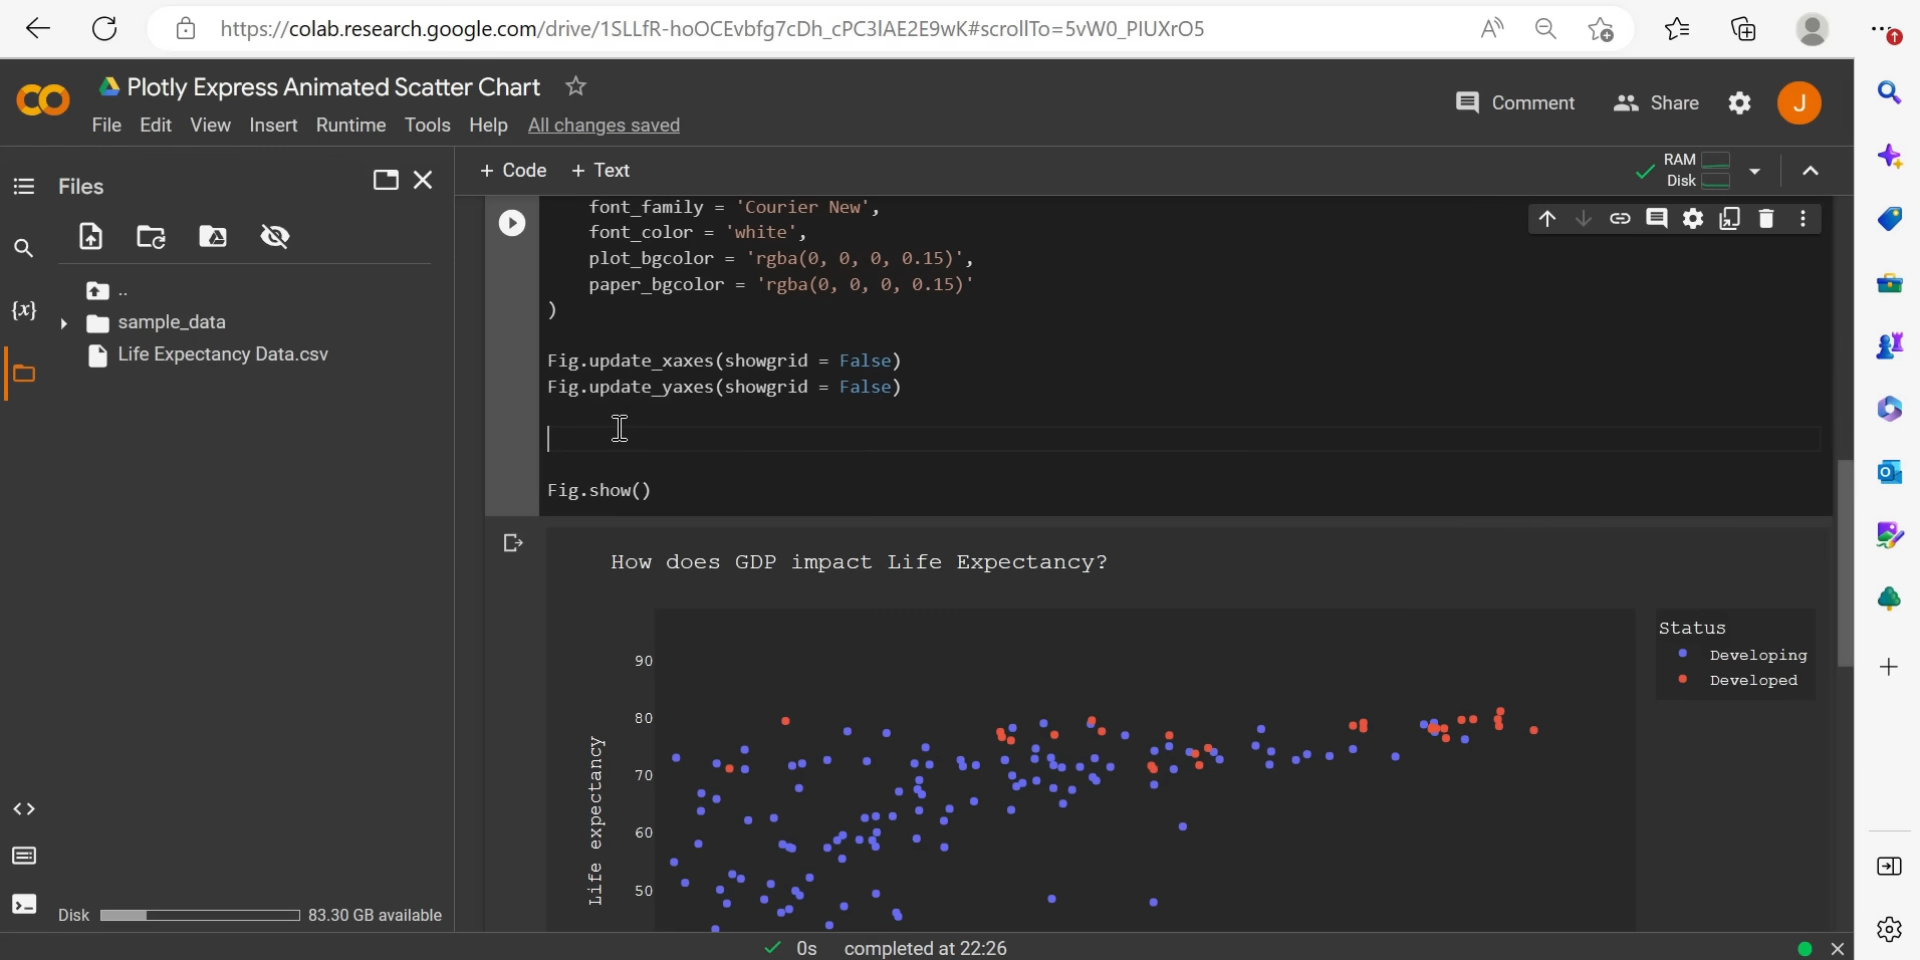 https://colab.research.google.com/drive/1SLLfR-hoOCEvbfg7cDh_cPC3lAE2E9wK#scrollTo=5vW0_PlUXrO5
Plotly Express Animated Scatter Chart
Comment
Share
J
File Edit View Insert Runtime Tools Help All changes saved
Files
+ Code + Text
RAM
Disk
..
sample_data
Life Expectancy Data.csv
{x}
font_family = 'Courier New',
font_color = 'white',
plot_bgcolor = 'rgba(0, 0, 0, 0.15)',
paper_bgcolor = 'rgba(0, 0, 0, 0.15)'
)
Fig.update_xaxes(showgrid = False)
Fig.update_yaxes(showgrid = False)
Fig.show()
How does GDP impact Life Expectancy?
Life expectancy
90
80
70
60
50
Status
Developing
Developed
Disk 83.30 GB available
0s completed at 22:26